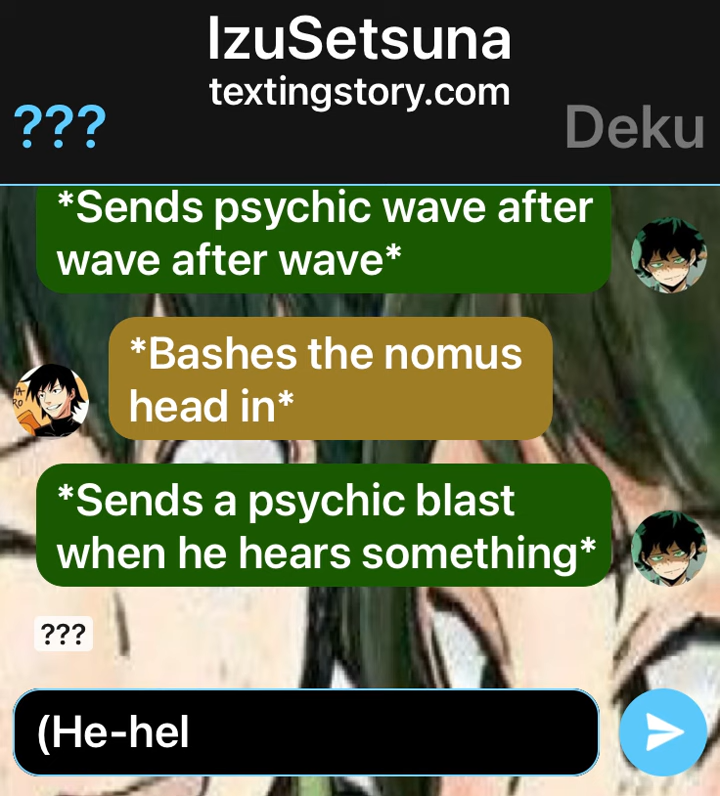 IzuSetsuna
textingstory.com
???
Deku
*Sends psychic wave after
wave after wave*
*Bashes the nomus
head in*
*Sends a psychic blast
when he hears something*
???
(He-hel